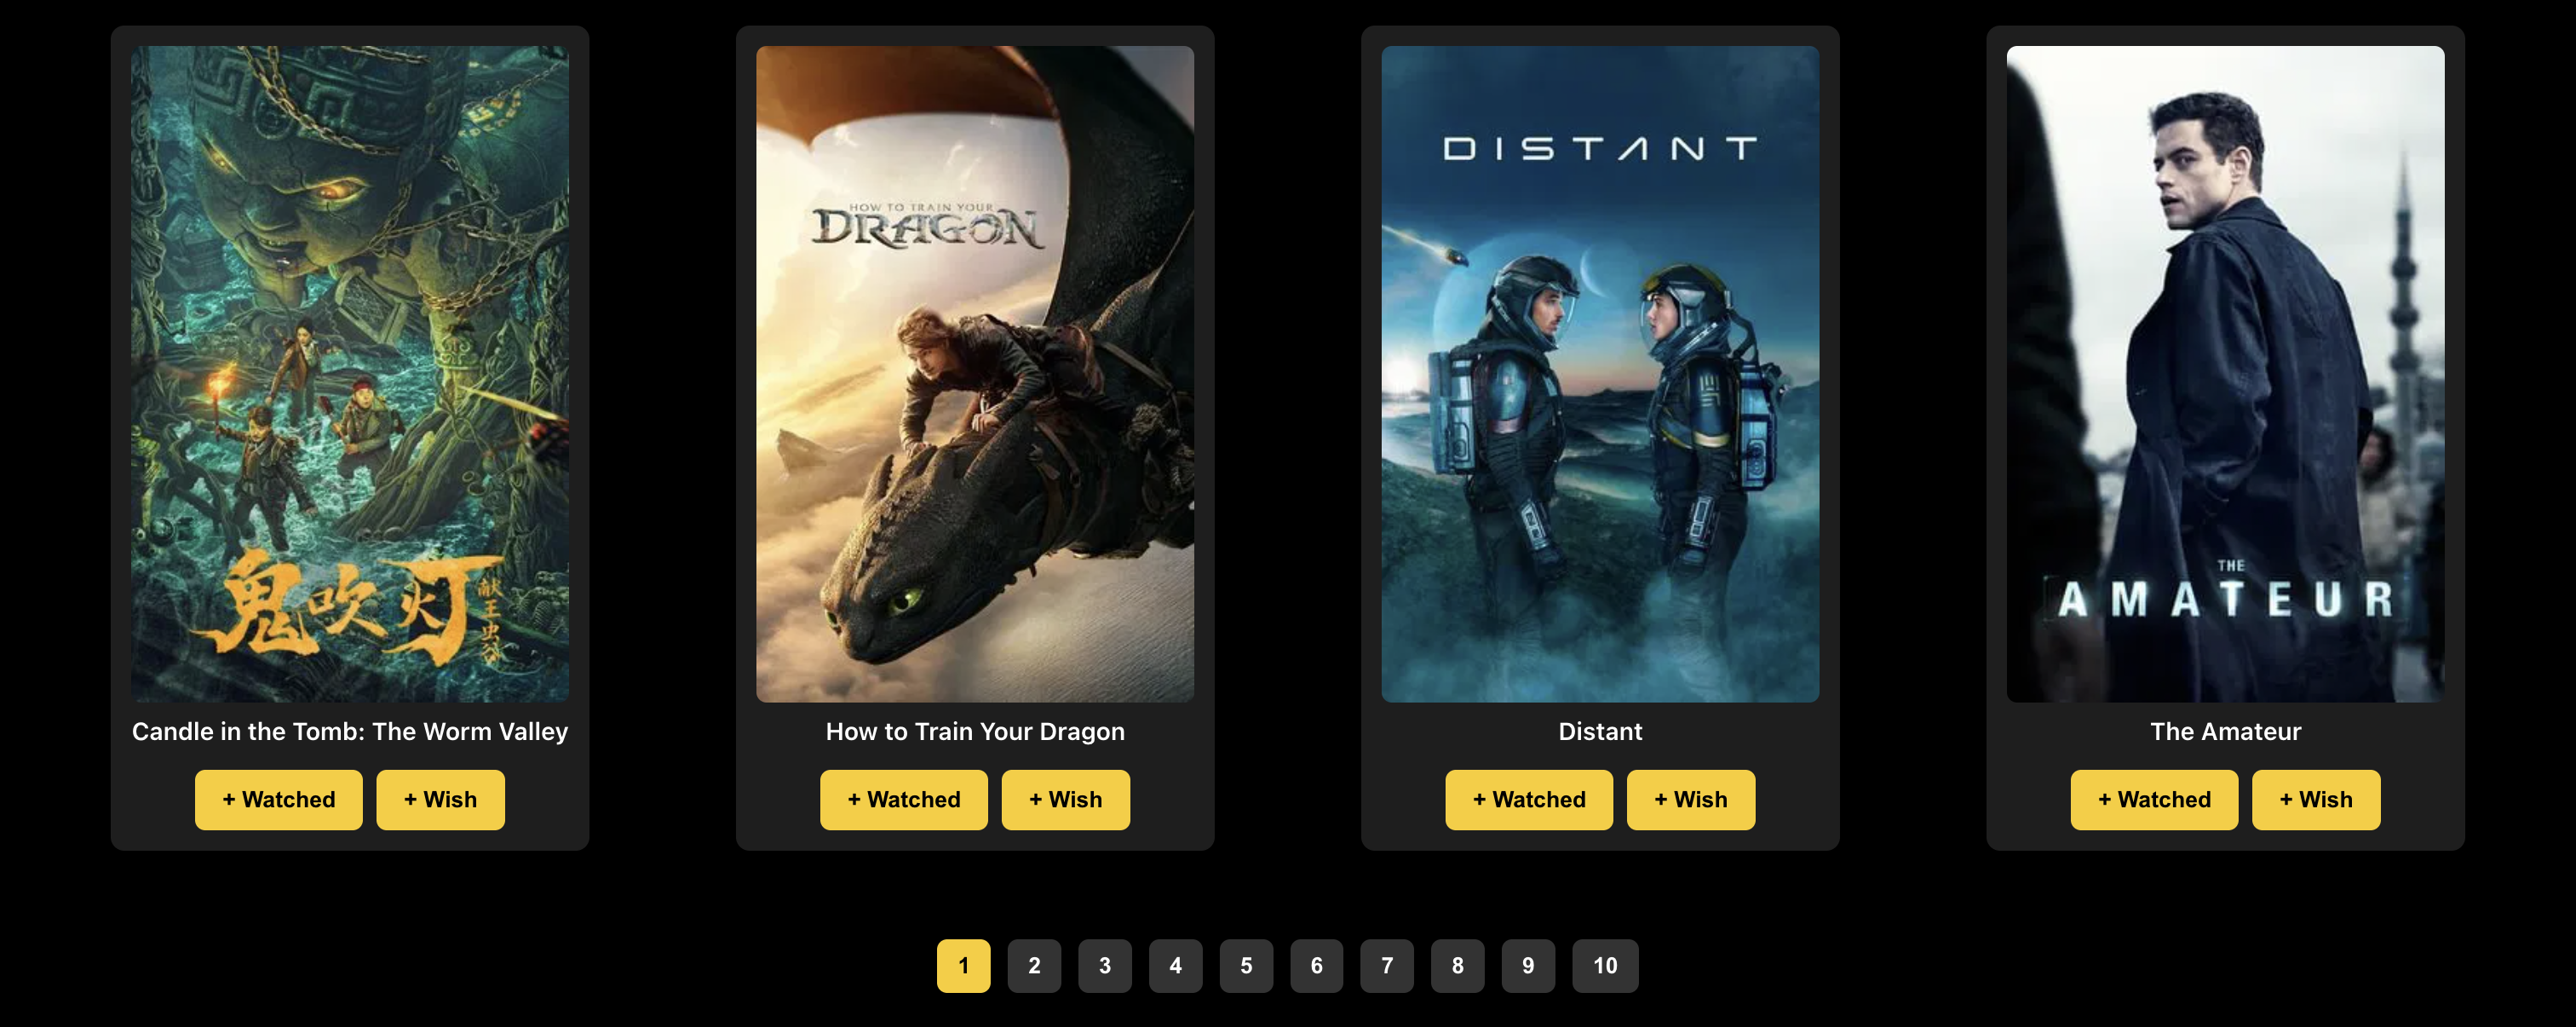 鬼吹灯
献王虫谷
Candle in the Tomb: The Worm Valley
+ Watched
+ Wish
HOW TO TRAIN YOUR
DRAGON
How to Train Your Dragon
+ Watched
+ Wish
DISTANT
Distant
+ Watched
+ Wish
THE
AMATEUR
The Amateur
+ Watched
+ Wish
1 2 3 4 5 6 7 8 9 10